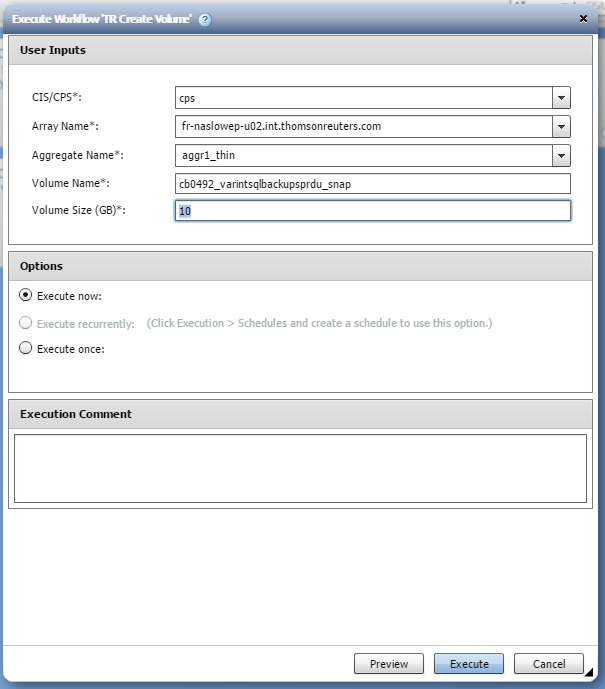 Execute Workflow 'TR Create Volume' ?
User Inputs
CIS/CPS*: cps
Array Name*: fr-naslowep-u02.int.thomsonreuters.com
Aggregate Name*: aggr1_thin
Volume Name*: cb0492_varintsqlbackupsprdu_snap
Volume Size (GB)*: 10
Options
Execute now:
Execute recurrently: (Click Execution > Schedules and create a schedule to use this option.)
Execute once:
Execution Comment
Preview Execute Cancel